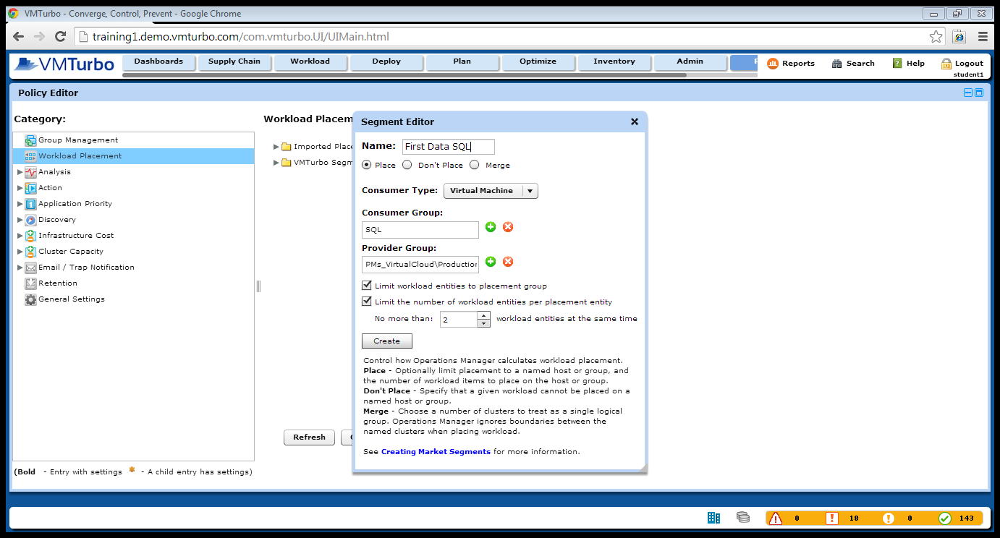 VMTurbo - Converge, Control, Prevent - Google Chrome
training1.demo.vmturbo.com/com.vmturbo.UI/UIMain.html
VMTurbo
Dashboards
Supply Chain
Workload
Deploy
Plan
Optimize
Inventory
Admin
Reports
Search
Help
Logout
student1
Policy Editor
Category:
Group Management
Workload Placement
Analysis
Action
Application Priority
Discovery
Infrastructure Cost
Cluster Capacity
Email / Trap Notification
Retention
General Settings
(Bold - Entry with settings - A child entry has settings)
Workload Placem
Imported Place
VMTurbo Segm
Refresh
Segment Editor
Name: First Data SQL
Place Don't Place Merge
Consumer Type: Virtual Machine
Consumer Group:
SQL
Provider Group:
PMs_VirtualCloud\Production
Limit workload entities to placement group
Limit the number of workload entities per placement entity
No more than: 2 workload entities at the same time
Create
Control how Operations Manager calculates workload placement.
Place - Optionally limit placement to a named host or group, and
the number of workload items to place on the host or group.
Don't Place - Specify that a given workload cannot be placed on a
named host or group.
Merge - Choose a number of clusters to treat as a single logical
group. Operations Manager ignores boundaries between the
named clusters when placing workload.
See Creating Market Segments for more information.
0 18 0 143